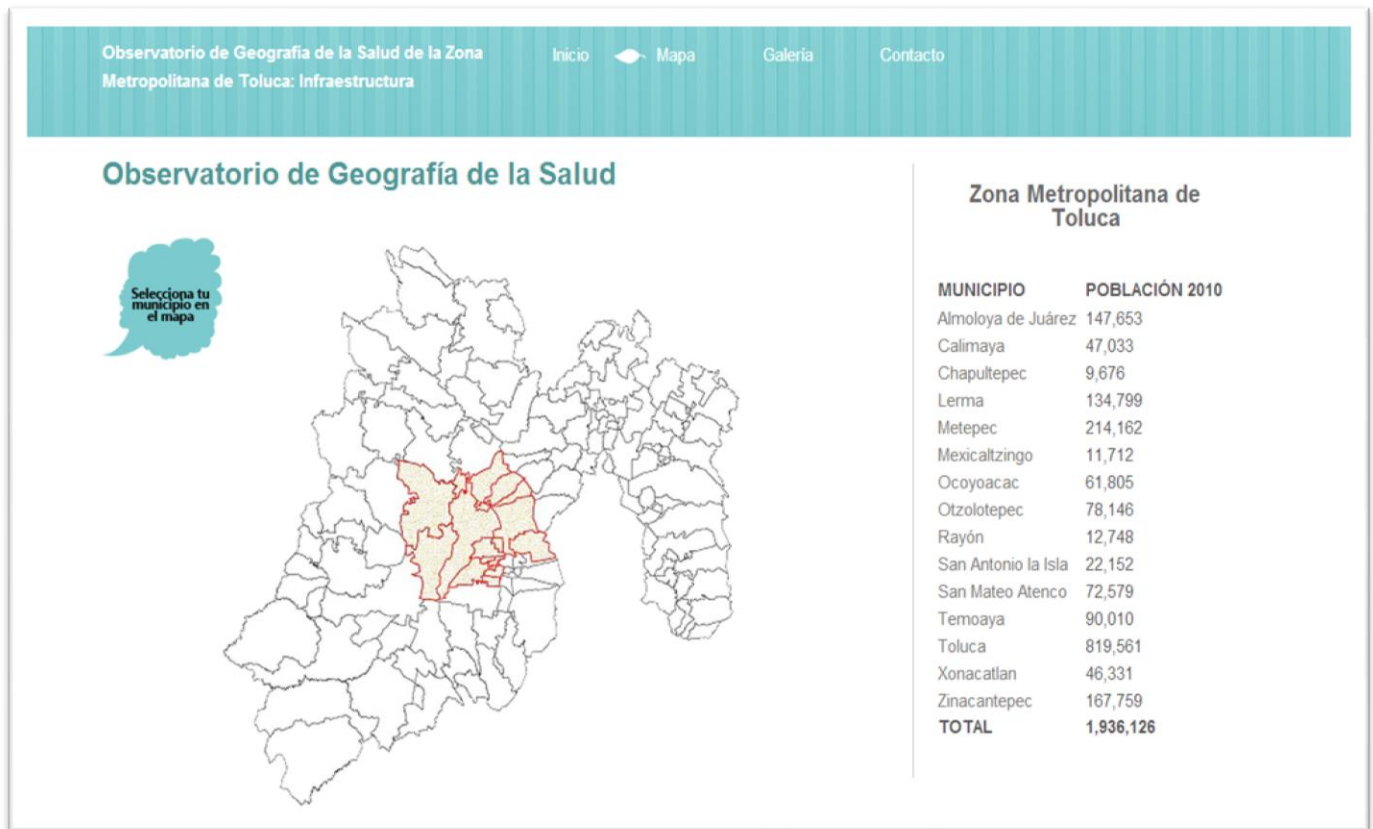 Observatorio de Geografía de la Salud de la Zona
Metropolitana de Toluca: Infraestructura
Inicio Mapa Galería Contacto
Observatorio de Geografía de la Salud
Selecciona tu
municipio en
el mapa
Zona Metropolitana de
Toluca
MUNICIPIO POBLACIÓN 2010
Almoloya de Juárez 147,653
Calimaya 47,033
Chapultepec 9,676
Lerma 134,799
Metepec 214,162
Mexicaltzingo 11,712
Ocoyoacac 61,805
Otzolotepec 78,146
Rayón 12,748
San Antonio la Isla 22,152
San Mateo Atenco 72,579
Temoaya 90,010
Toluca 819,561
Xonacatlan 46,331
Zinacantepec 167,759
TOTAL 1,936,126